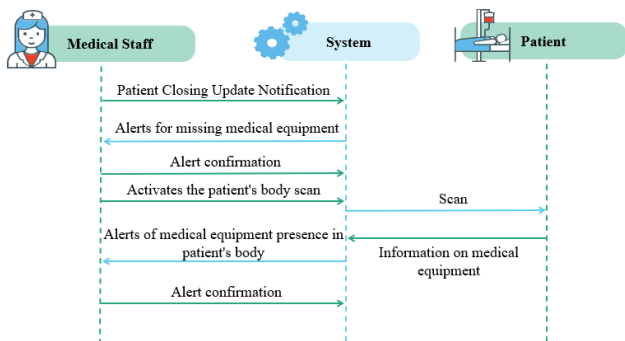 Medical Staff
System
Patient
Patient Closing Update Notification
Alerts for missing medical equipment
Alert confirmation
Activates the patient's body scan
Scan
Alerts of medical equipment presence in
patient's body
Information on medical
equipment
Alert confirmation